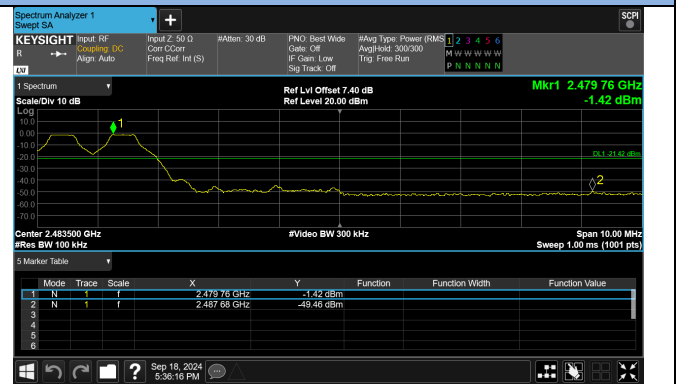 Spectrum Analyzer 1
Swept SA
+
SCPI
KEYSIGHT
R
LXI
Input: RF
Coupling: DC
Align: Auto
Input Z: 50 Ω
Corr CCorr
Freq Ref: Int (S)
#Atten: 30 dB
PNO: Best Wide
Gate: Off
IF Gain: Low
Sig Track: Off
#Avg Type: Power (RMS
Avg|Hold: 300/300
Trig: Free Run
1 2 3 4 5 6
M W W W W W
P N N N N N
1 Spectrum
Scale/Div 10 dB
Log
Ref Lvl Offset 7.40 dB
Ref Level 20.00 dBm
Mkr1 2.479 76 GHz
-1.42 dBm
10.0
0.00
-10.0
-20.0
-30.0
-40.0
-50.0
-60.0
-70.0
1
2
DL1 -21.42 dBm
Center 2.483500 GHz
#Res BW 100 kHz
#Video BW 300 kHz
Span 10.00 MHz
Sweep 1.00 ms (1001 pts)
5 Marker Table
Mode Trace Scale X Y Function Function Width Function Value
1 N 1 f 2.479 76 GHz -1.42 dBm
2 N 1 f 2.487 68 GHz -49.46 dBm
3
4
5
6
?
Sep 18, 2024
5:36:16 PM